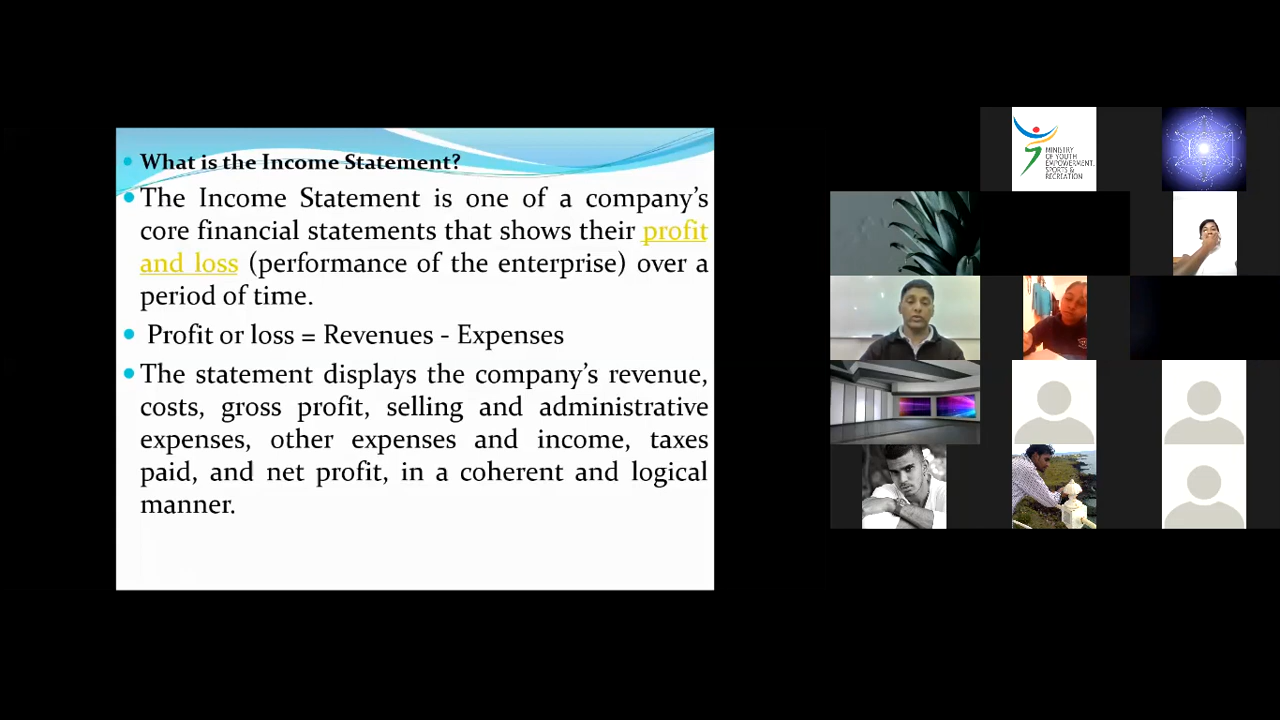 What is the Income Statement?
The Income Statement is one of a company's
core financial statements that shows their profit
and loss (performance of the enterprise) over a
period of time.
Profit or loss = Revenues - Expenses
The statement displays the company's revenue,
costs, gross profit, selling and administrative
expenses, other expenses and income, taxes
paid, and net profit, in a coherent and logical
manner.
MINISTRY
OF YOUTH
EMPOWERMENT,
SPORTS &
RECREATION